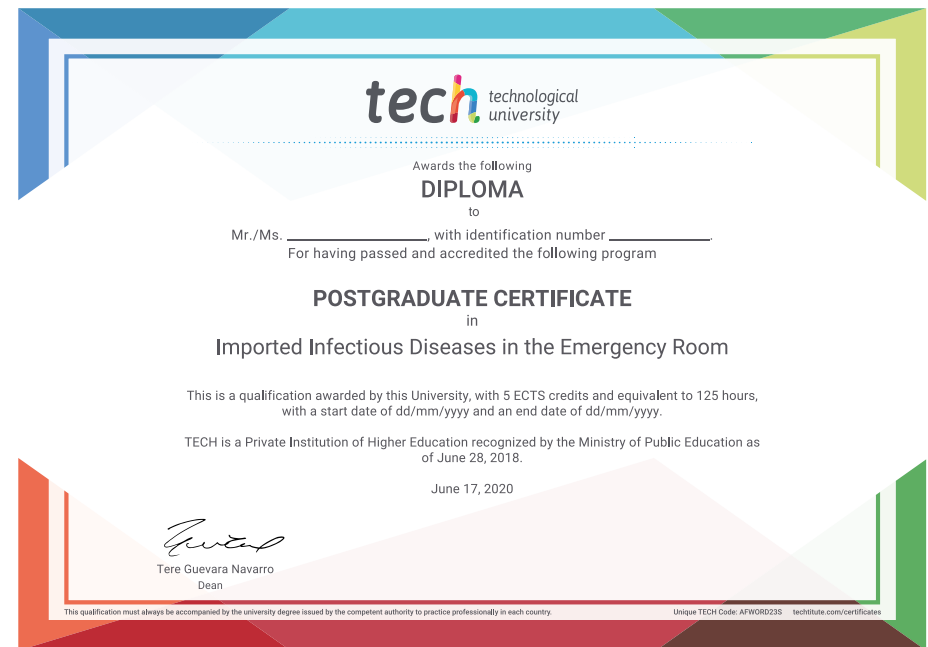 tech technological
university
Awards the following
DIPLOMA
to
Mr./Ms. ____________, with identification number ____________.
For having passed and accredited the following program
POSTGRADUATE CERTIFICATE
in
Imported Infectious Diseases in the Emergency Room
This is a qualification awarded by this University, with 5 ECTS credits and equivalent to 125 hours,
with a start date of dd/mm/yyyy and an end date of dd/mm/yyyy.
TECH is a Private Institution of Higher Education recognized by the Ministry of Public Education as
of June 28, 2018.
June 17, 2020
Tere Guevara Navarro
Dean
This qualification must always be accompanied by the university degree issued by the competent authority to practice professionally in each country.
Unique TECH Code: AFWORD23S techtitute.com/certificates